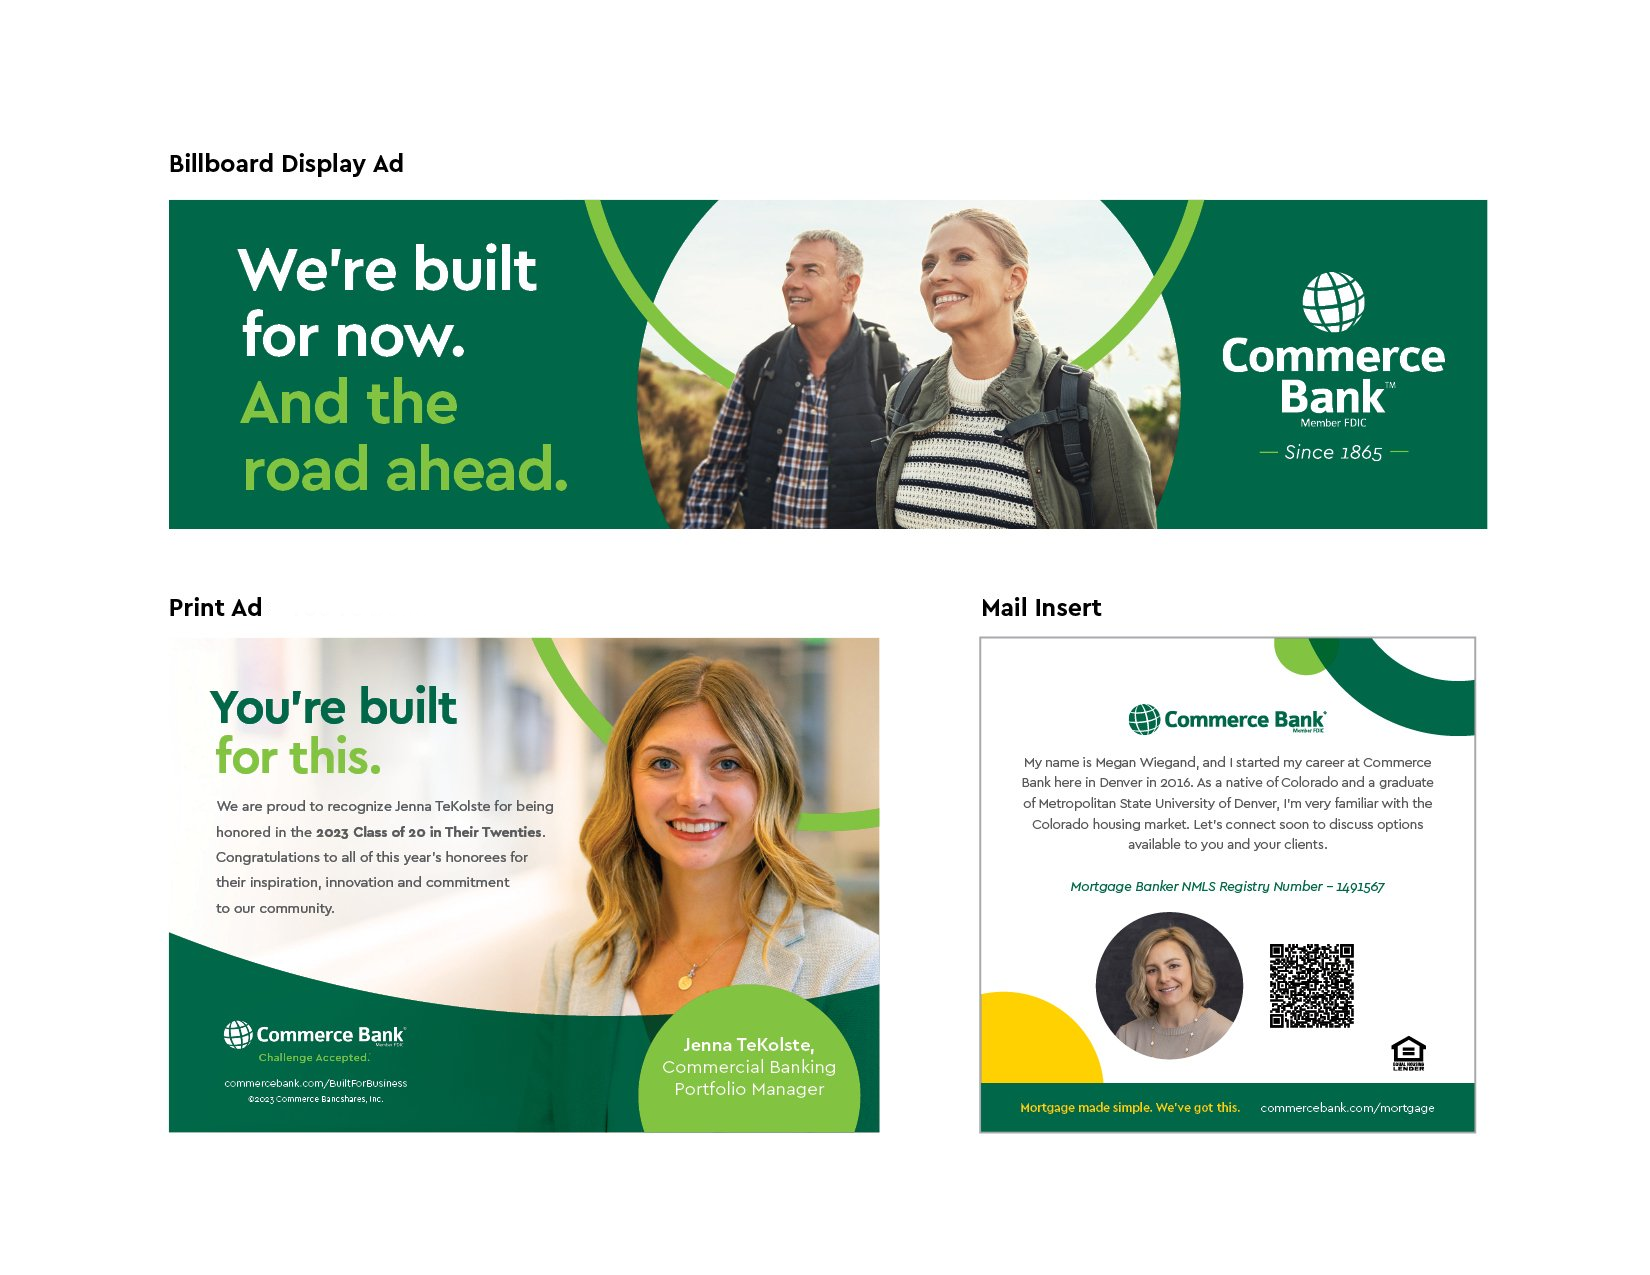 Billboard Display Ad
We're built
for now.
And the
road ahead.
Commerce
Bank™
Member FDIC
Since 1865
Print Ad
You're built
for this.
We are proud to recognize Jenna TeKolste for being
honored in the 2023 Class of 20 in Their Twenties.
Congratulations to all of this year's honorees for
their inspiration, innovation and commitment
to our community.
Commerce Bank
Member FDIC
Challenge Accepted.
commercebank.com/BuiltForBusiness
©2023 Commerce Bancshares, Inc.
Jenna TeKolste,
Commercial Banking
Portfolio Manager
Mail Insert
Commerce Bank
Member FDIC
My name is Megan Wiegand, and I started my career at Commerce
Bank here in Denver in 2016. As a native of Colorado and a graduate
of Metropolitan State University of Denver, I'm very familiar with the
Colorado housing market. Let's connect soon to discuss options
available to you and your clients.
Mortgage Banker NMLS Registry Number – 1491567
EQUAL HOUSING
LENDER
Mortgage made simple. We've got this. commercebank.com/mortgage